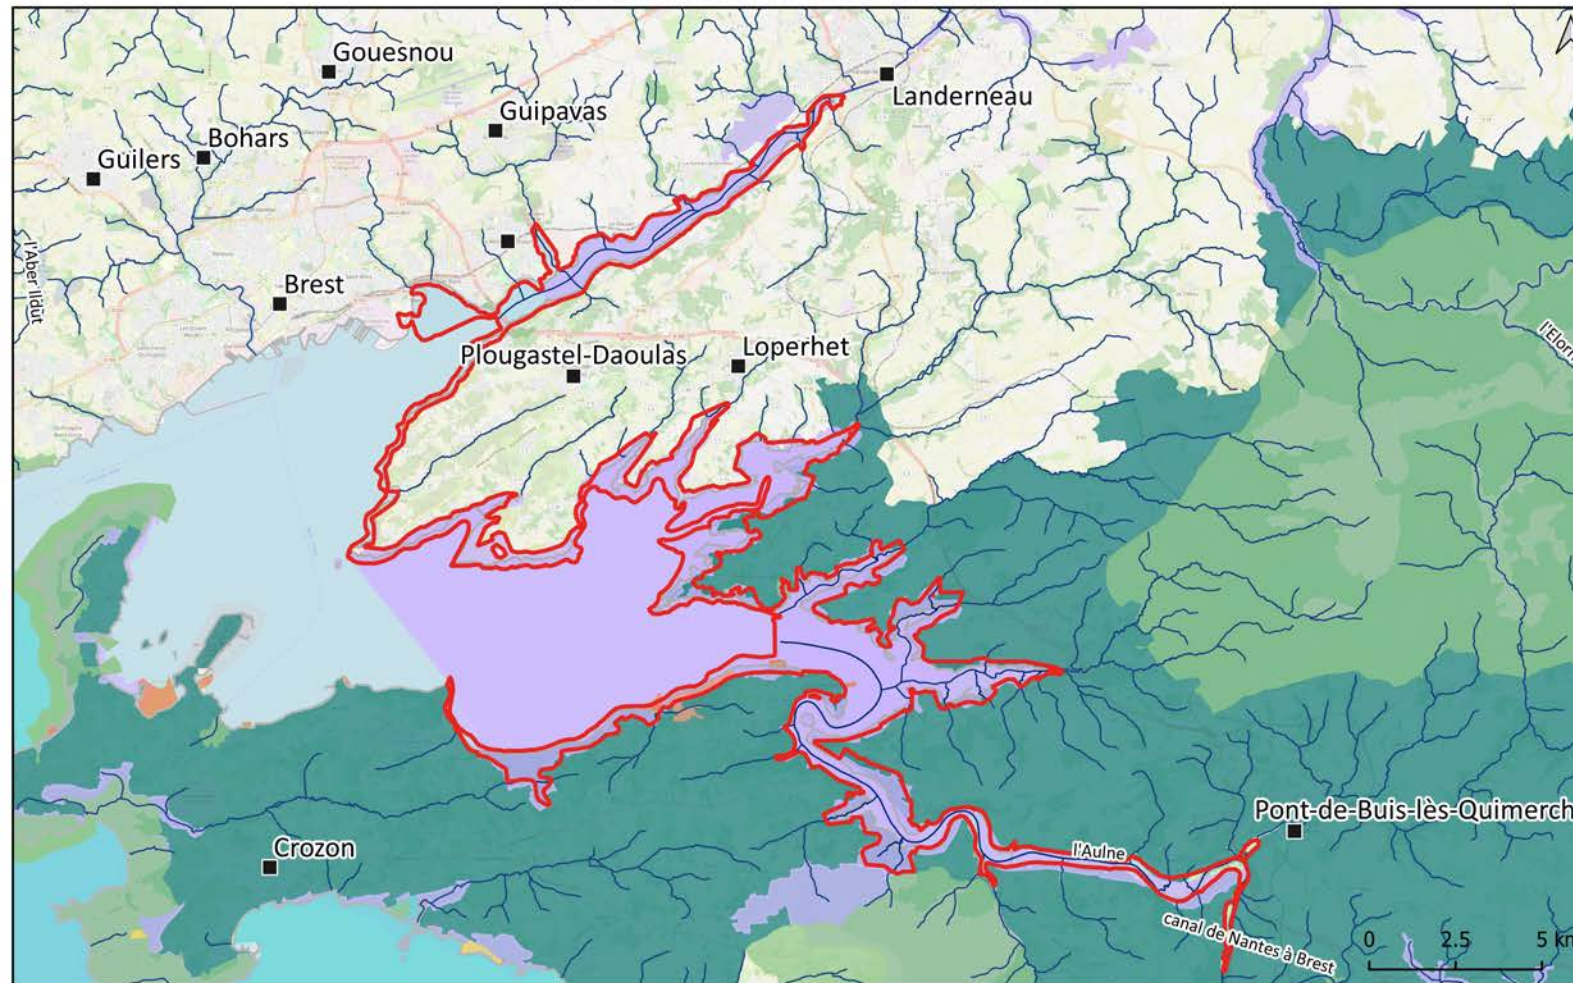 Gouesnou
Landerneau
Guipavas
Bohars
Guilers
l'Aber Ildut
Brest
l'Elorn
Plougastel-Daoulas
Loperhet
Pont-de-Buis-lès-Quimerch
l'Aulne
Crozon
canal de Nantes à Brest
0 2.5 5 km